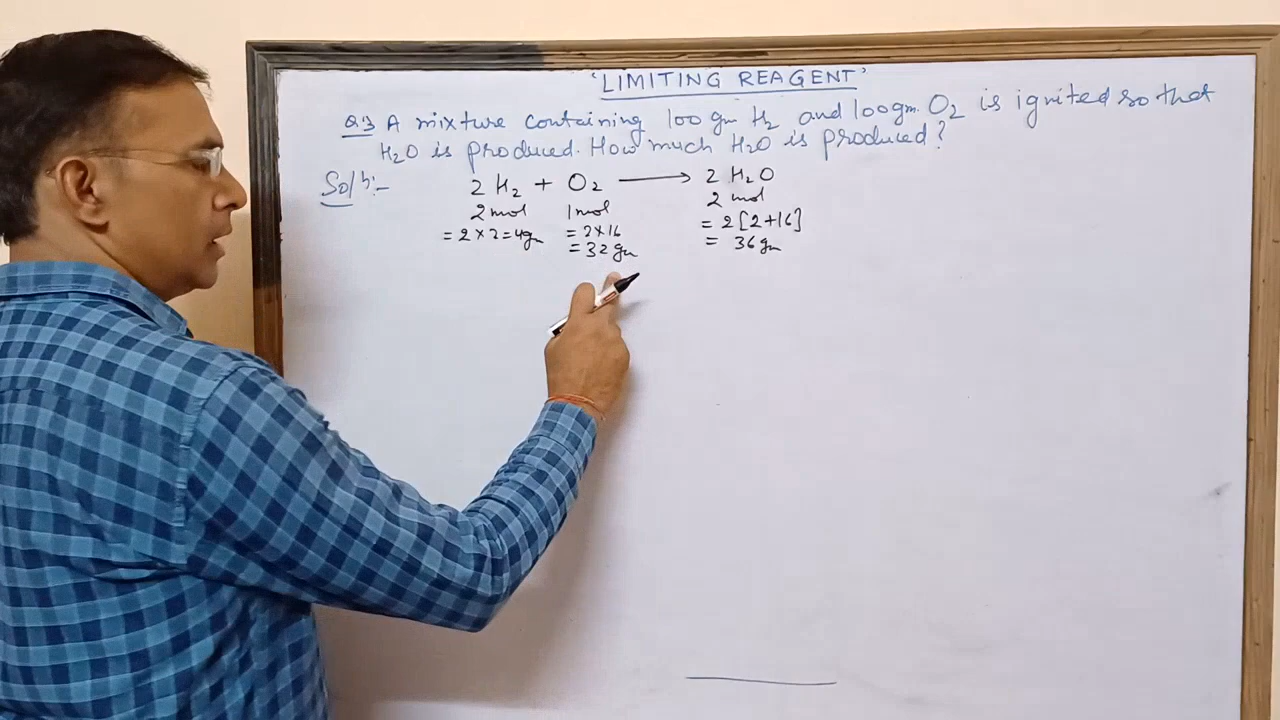 'LIMITING REAGENT'
Q.3 A mixture containing 100 gm H2 and 100gm. O2 is ignited so that
H2O is produced. How much H2O is produced?
Solⁿ:- 2 H2 + O2 ⟶ 2 H2O
2 mol 1 mol 2 mol
= 2×2=4gm = 2×16 = 2[2+16]
= 32 gm = 36 gm